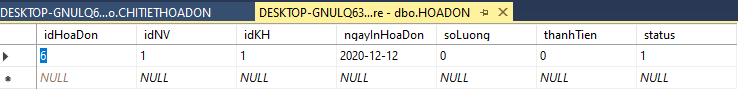 DESKTOP-GNULQ6...o.CHITIETHOADON DESKTOP-GNULQ63...re - dbo.HOADON
idHoaDon idNV idKH ngayInHoaDon soLuong thanhTien status
6 1 1 2020-12-12 0 0 1
NULL NULL NULL NULL NULL NULL NULL